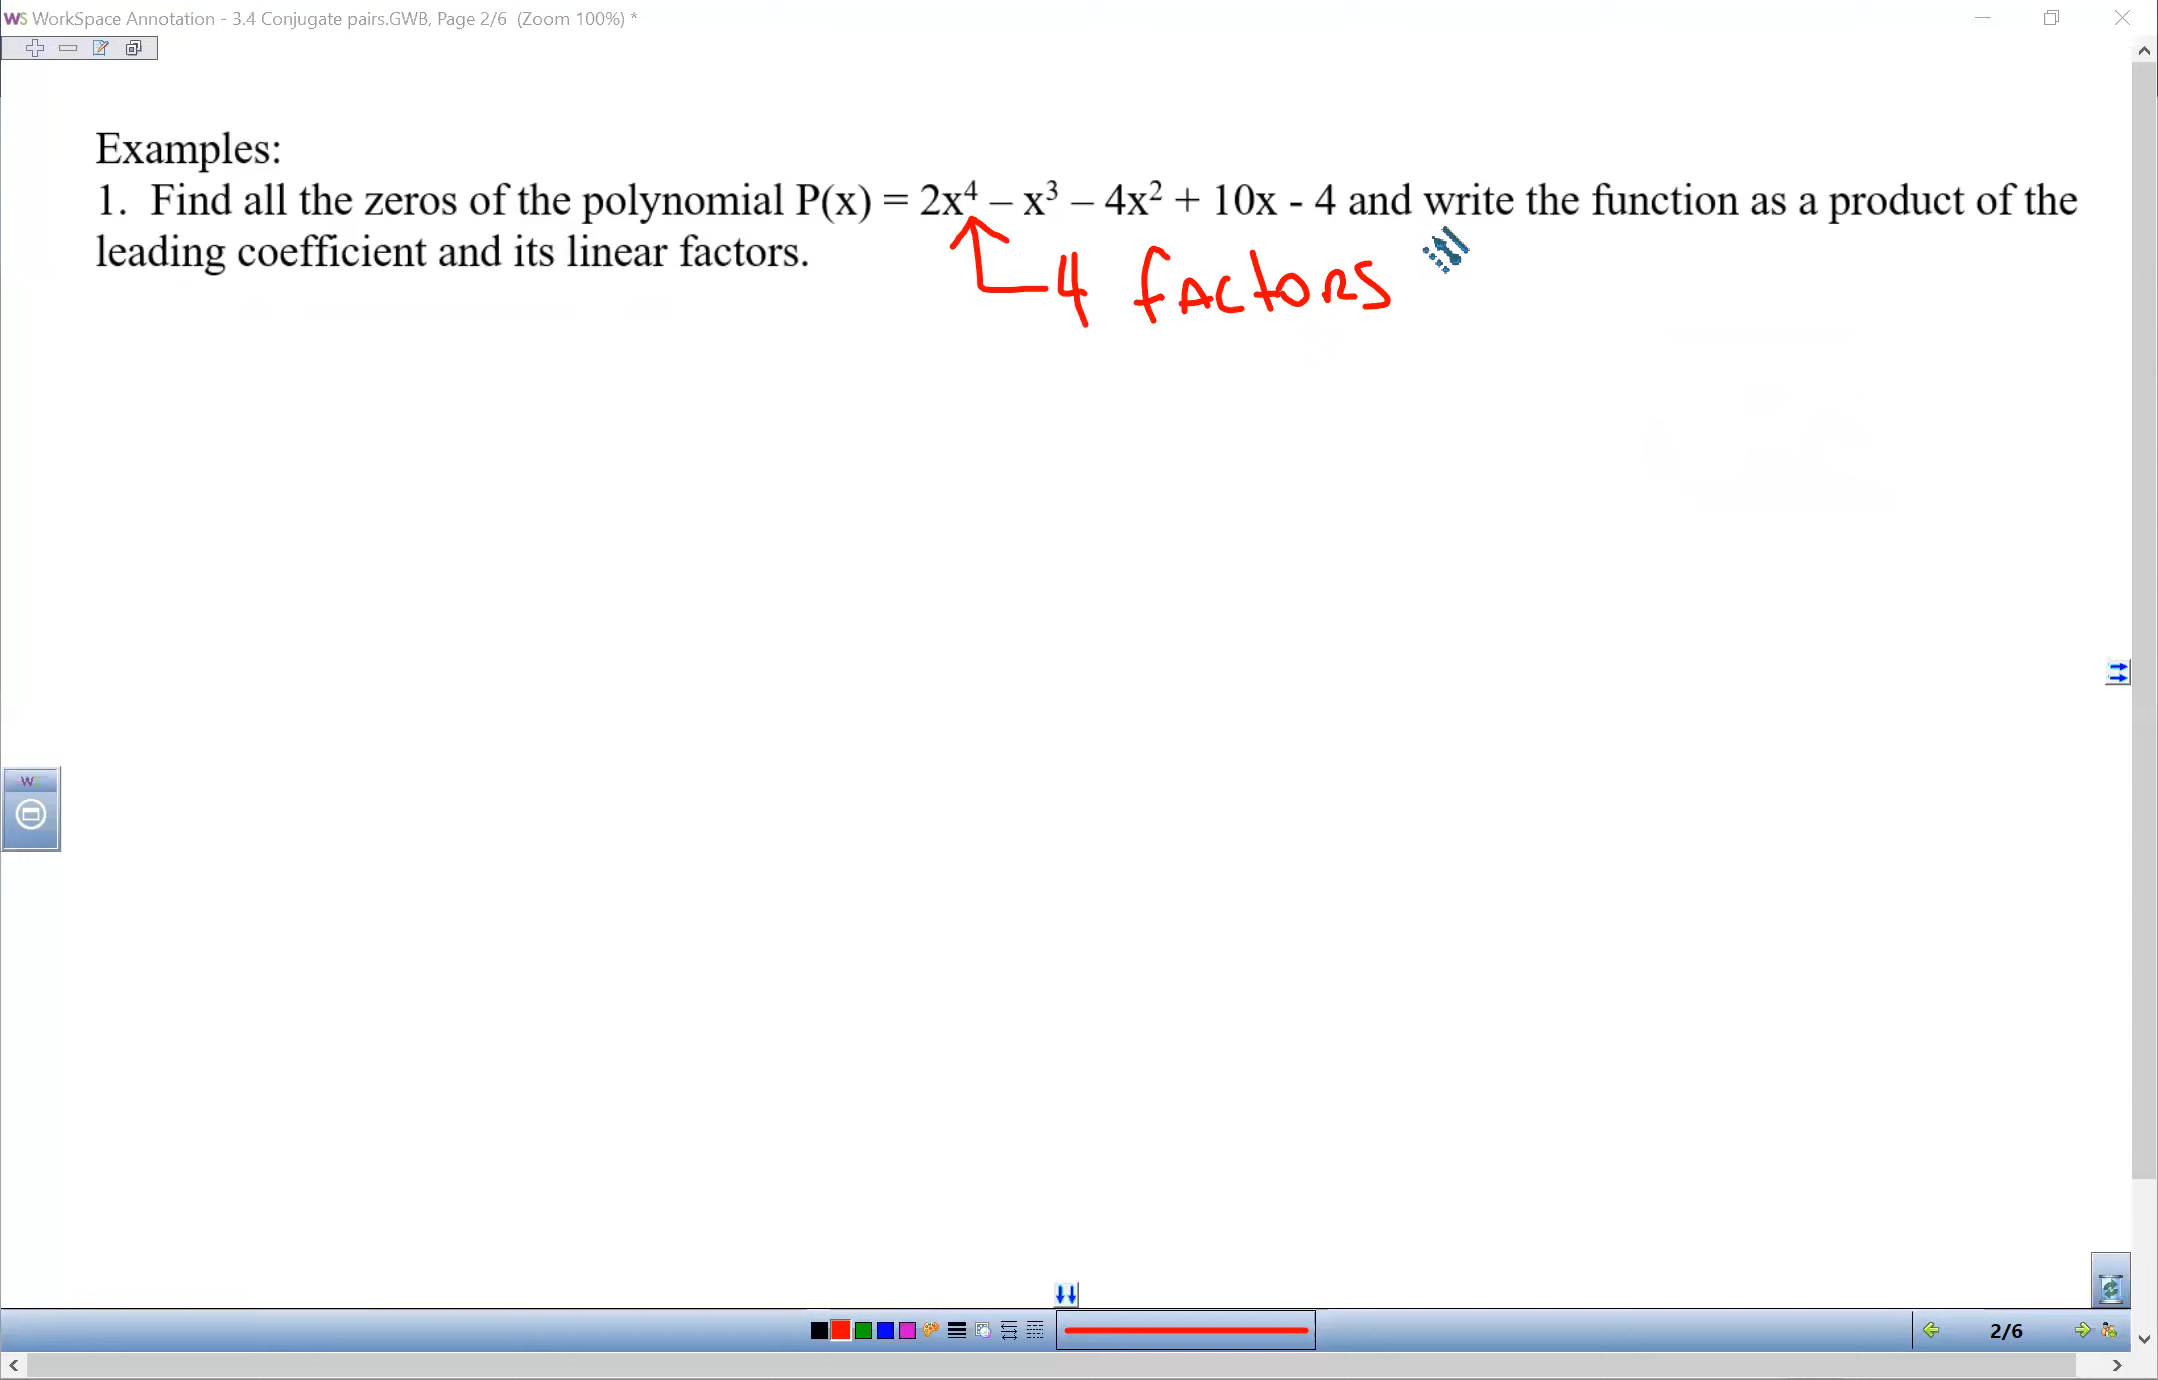 WS WorkSpace Annotation - 3.4 Conjugate pairs.GWB, Page 2/6 (Zoom 100%) *
Examples:
1. Find all the zeros of the polynomial P(x) = 2x⁴ – x³ – 4x² + 10x - 4 and write the function as a product of the
leading coefficient and its linear factors.
4 factors
W
2/6